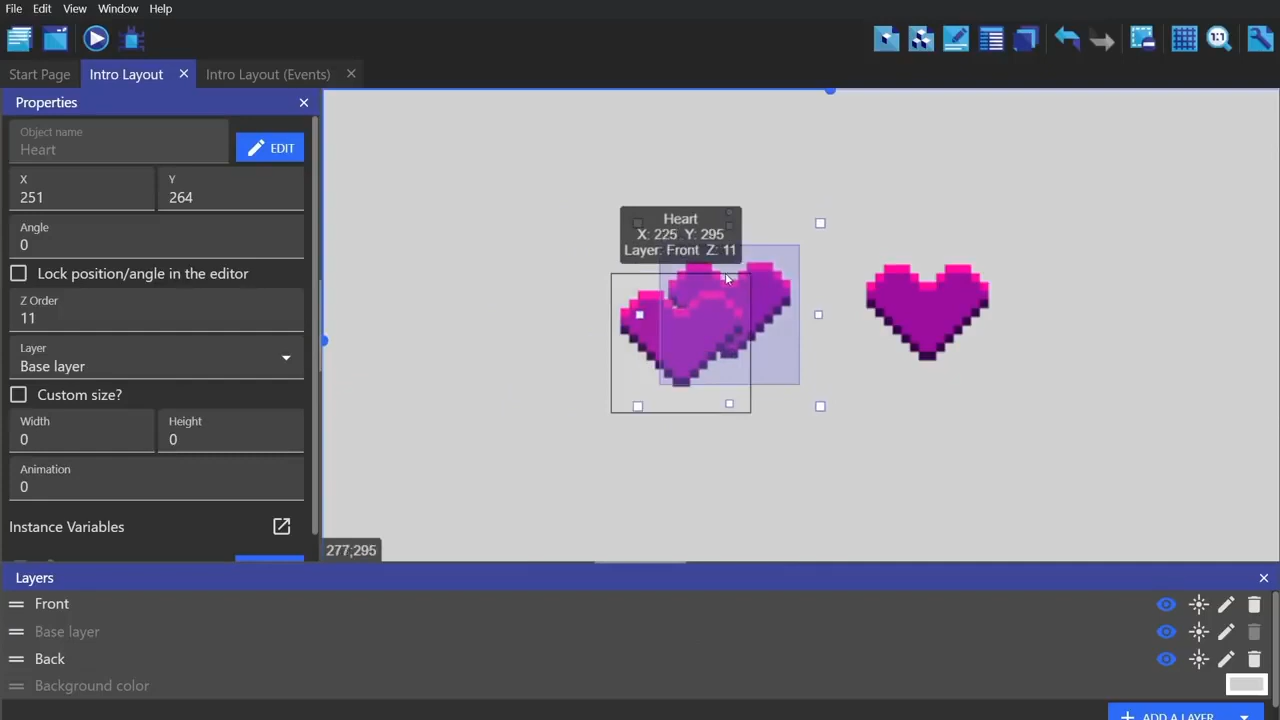 File Edit View Window Help
1:1
Start Page Intro Layout Intro Layout (Events)
Properties
Object name
Heart
EDIT
X Y
251 264
Angle
0
Lock position/angle in the editor
Z Order
11
Layer
Base layer
Custom size?
Width Height
0 0
Animation
0
Instance Variables
Heart
X: 225 Y: 295
Layer: Front Z: 11
277;295
Layers
Front
Base layer
Back
Background color
ADD A LAYER